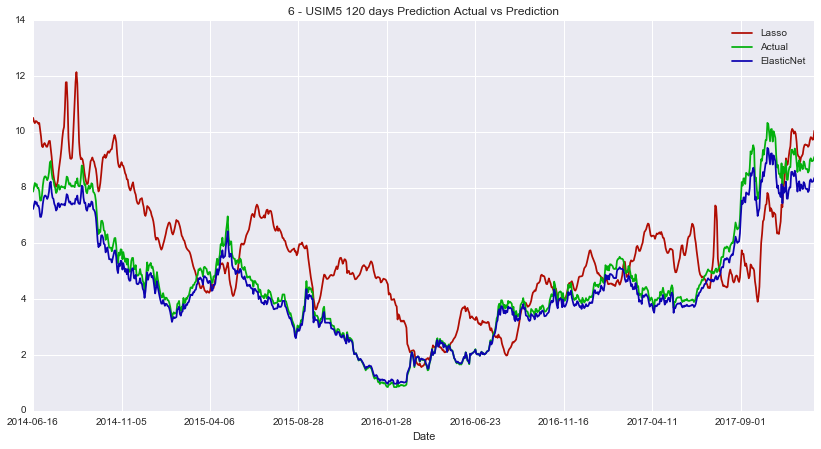 6 - USIM5 120 days Prediction Actual vs Prediction
14
12
10
8
6
4
2
0
Lasso
Actual
ElasticNet
2014-06-16 2014-11-05 2015-04-06 2015-08-28 2016-01-28 2016-06-23 2016-11-16 2017-04-11 2017-09-01
Date